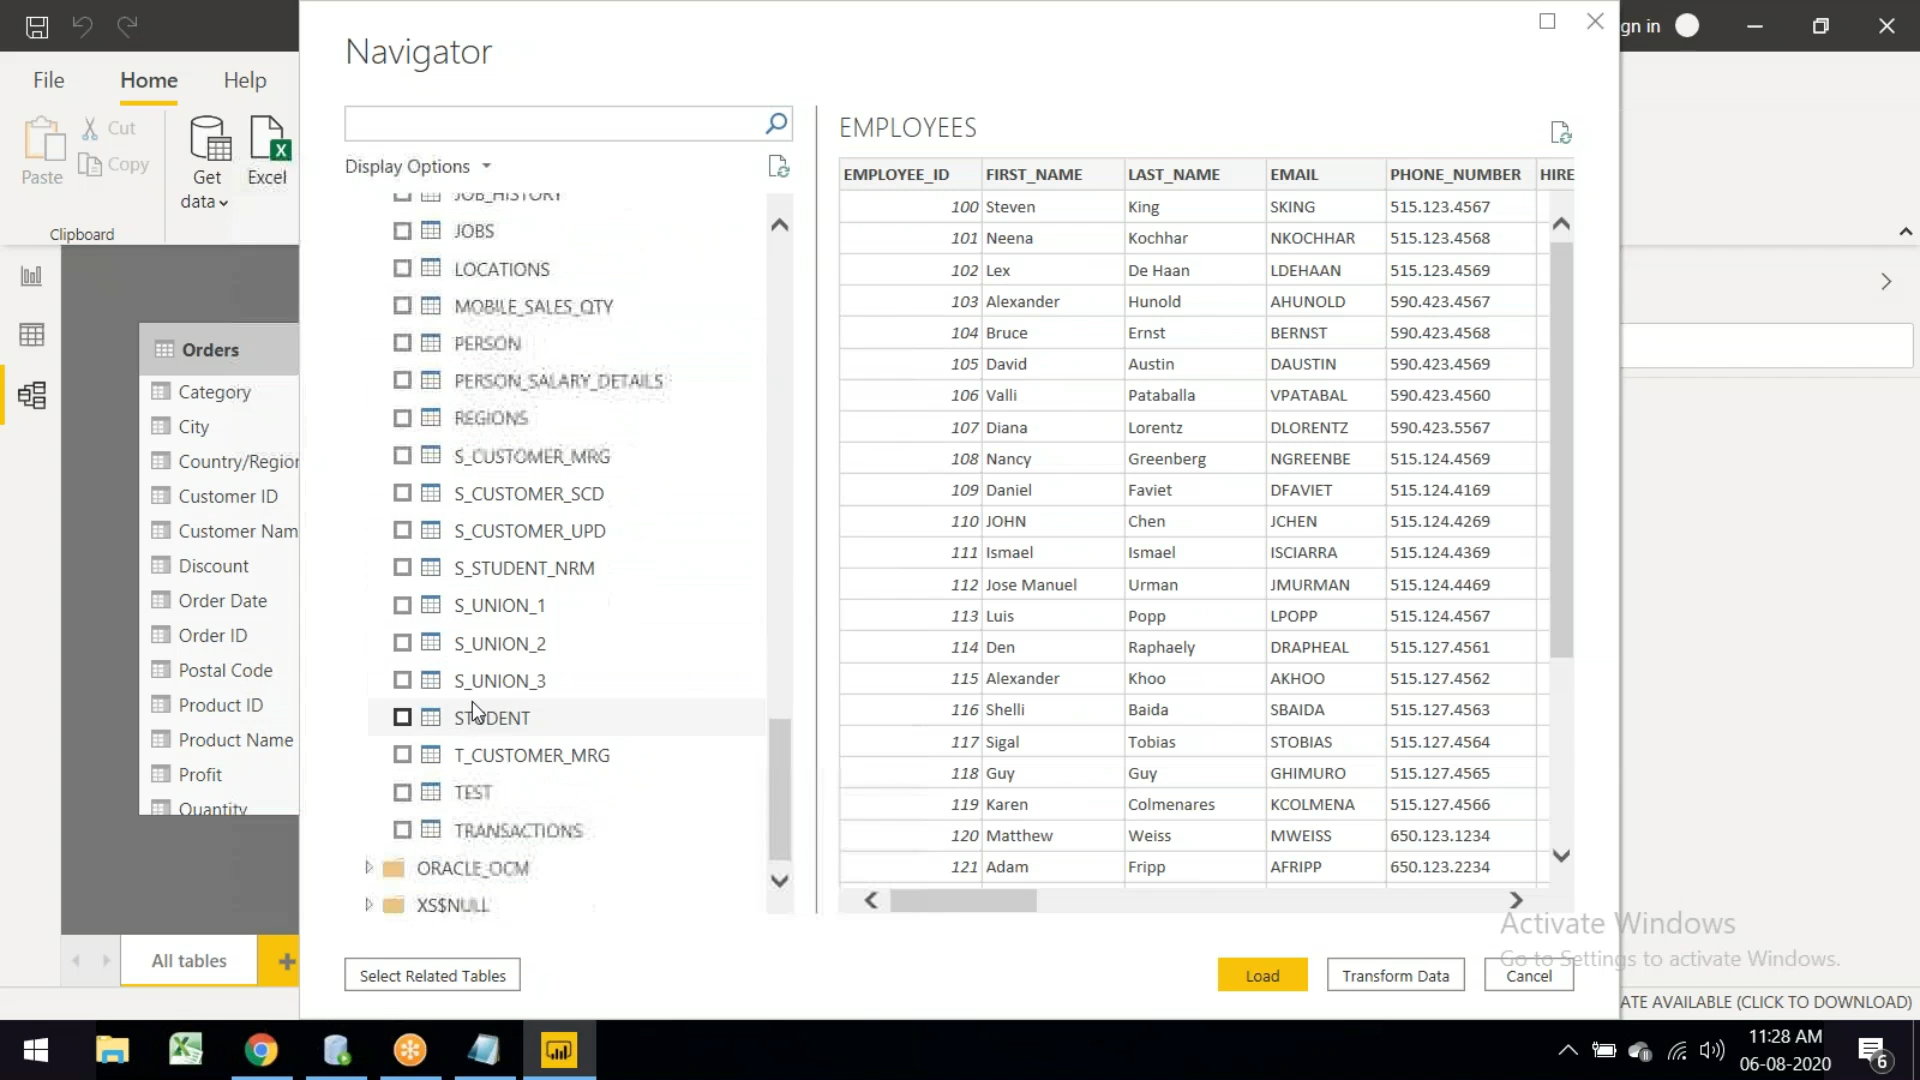 gn in
File Home Help
Paste Cut Copy Get data Excel
Clipboard
Orders
Category
City
Country/Region
Customer ID
Customer Nam
Discount
Order Date
Order ID
Postal Code
Product ID
Product Name
Profit
Quantity
All tables
Navigator
Display Options
JOB_HISTORY
JOBS
LOCATIONS
MOBILE_SALES_QTY
PERSON
PERSON_SALARY_DETAILS
REGIONS
S_CUSTOMER_MRG
S_CUSTOMER_SCD
S_CUSTOMER_UPD
S_STUDENT_NRM
S_UNION_1
S_UNION_2
S_UNION_3
STUDENT
T_CUSTOMER_MRG
TEST
TRANSACTIONS
ORACLE_OCM
XS$NULL
Select Related Tables
EMPLOYEES
EMPLOYEE_ID FIRST_NAME LAST_NAME EMAIL PHONE_NUMBER HIRE
100 Steven King SKING 515.123.4567
101 Neena Kochhar NKOCHHAR 515.123.4568
102 Lex De Haan LDEHAAN 515.123.4569
103 Alexander Hunold AHUNOLD 590.423.4567
104 Bruce Ernst BERNST 590.423.4568
105 David Austin DAUSTIN 590.423.4569
106 Valli Pataballa VPATABAL 590.423.4560
107 Diana Lorentz DLORENTZ 590.423.5567
108 Nancy Greenberg NGREENBE 515.124.4569
109 Daniel Faviet DFAVIET 515.124.4169
110 JOHN Chen JCHEN 515.124.4269
111 Ismael Ismael ISCIARRA 515.124.4369
112 Jose Manuel Urman JMURMAN 515.124.4469
113 Luis Popp LPOPP 515.124.4567
114 Den Raphaely DRAPHEAL 515.127.4561
115 Alexander Khoo AKHOO 515.127.4562
116 Shelli Baida SBAIDA 515.127.4563
117 Sigal Tobias STOBIAS 515.127.4564
118 Guy Guy GHIMURO 515.127.4565
119 Karen Colmenares KCOLMENA 515.127.4566
120 Matthew Weiss MWEISS 650.123.1234
121 Adam Fripp AFRIPP 650.123.2234
Load Transform Data Cancel
Activate Windows
Go to Settings to activate Windows.
ATE AVAILABLE (CLICK TO DOWNLOAD)
11:28 AM
06-08-2020
6